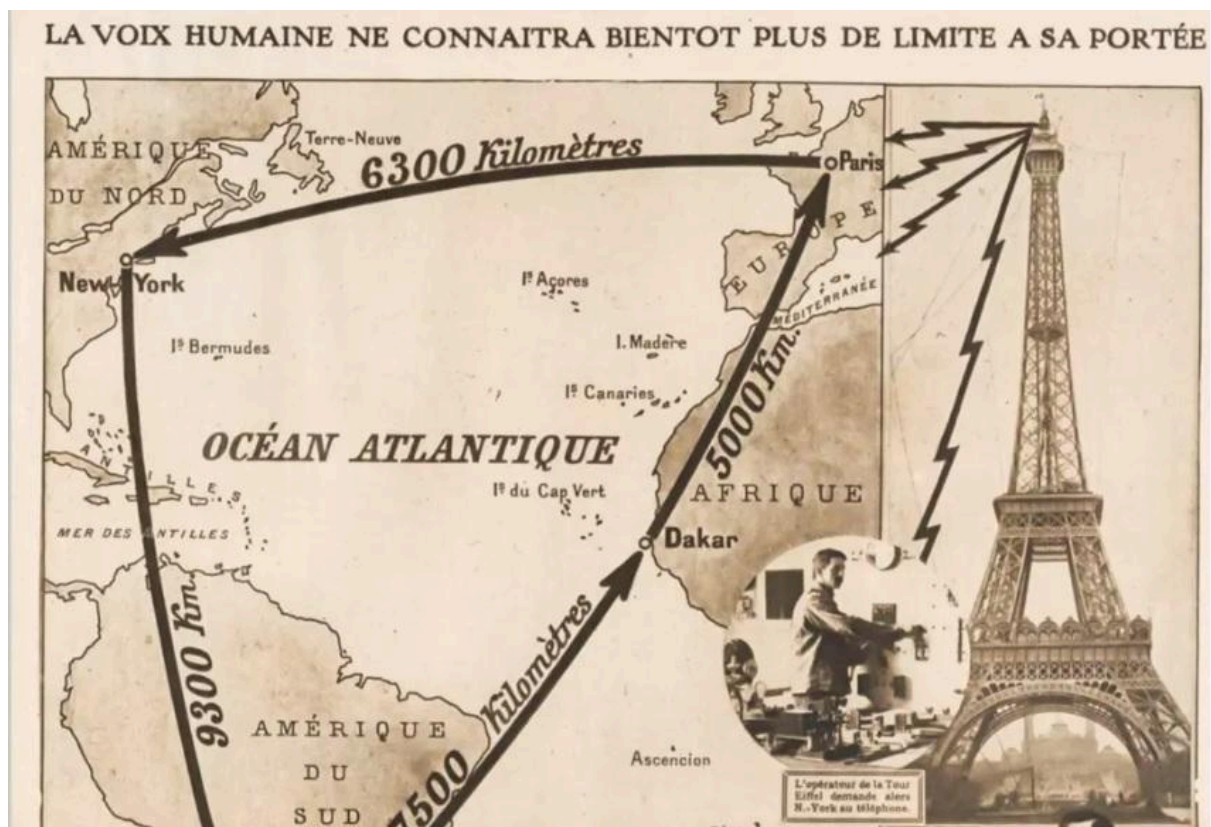 LA VOIX HUMAINE NE CONNAITRA BIENTOT PLUS DE LIMITE A SA PORTÉE
AMÉRIQUE
DU NORD
Terre-Neuve
6300 Kilomètres
Paris
New-York
Iˢ Bermudes
Iˢ Açores
I. Madère
Iˢ Canaries
EUROPE
MÉDITERRANÉE
5000 Km.
OCÉAN ATLANTIQUE
ANTILLES
MER DES ANTILLES
Iˢ du Cap Vert
AFRIQUE
Dakar
9300 Km.
7500 Kilomètres
AMÉRIQUE
DU
SUD
Ascencion
L'opérateur de la Tour
Eiffel demande alors
N.-York au téléphone.